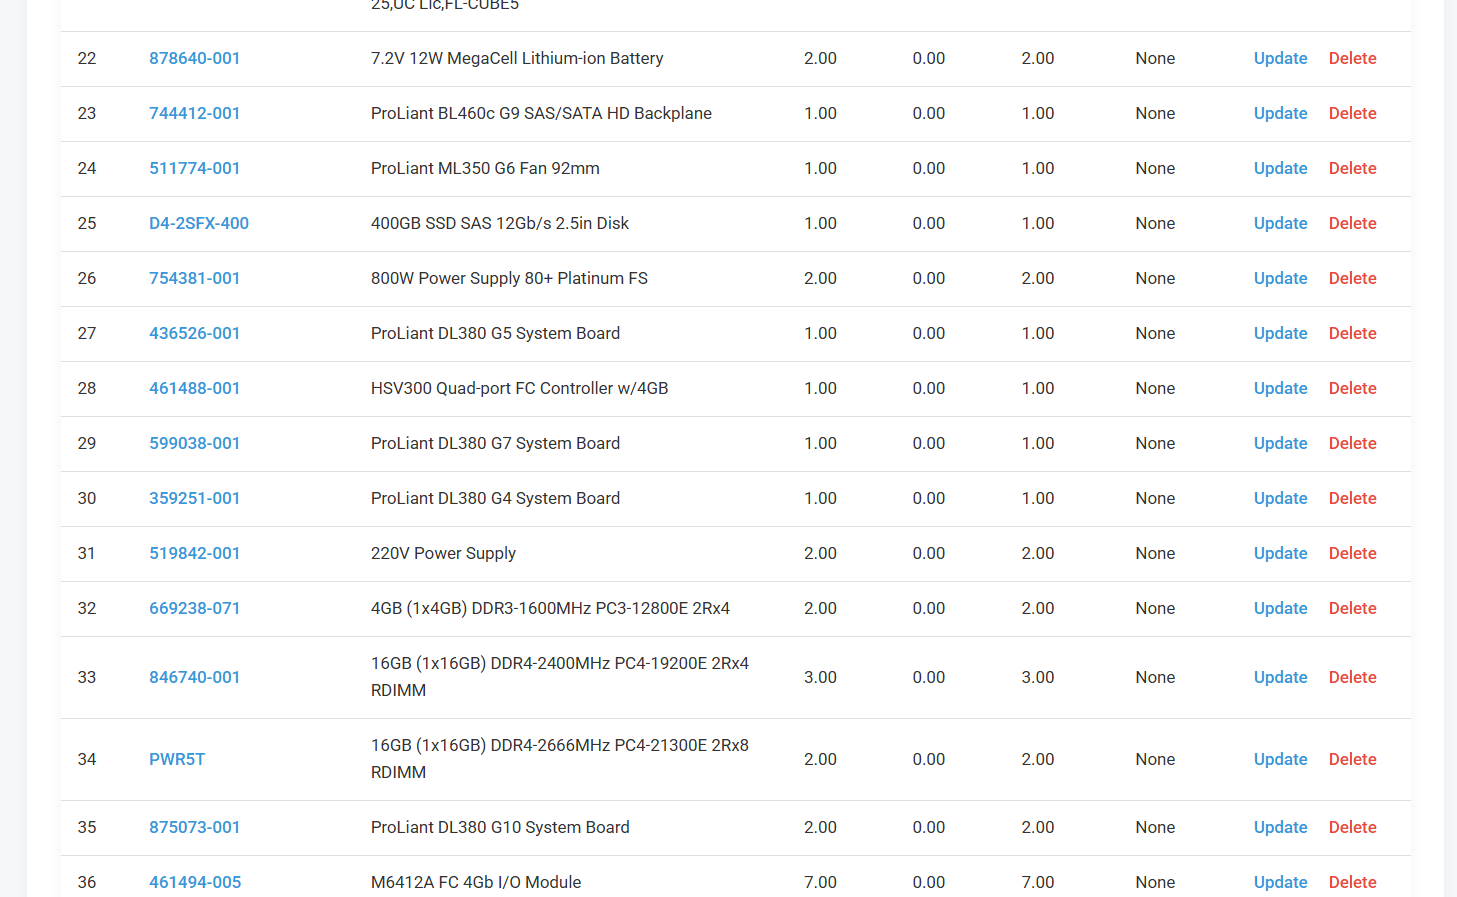 25,UC Lic,FL-CUBE5
22 878640-001 7.2V 12W MegaCell Lithium-ion Battery 2.00 0.00 2.00 None Update Delete
23 744412-001 ProLiant BL460c G9 SAS/SATA HD Backplane 1.00 0.00 1.00 None Update Delete
24 511774-001 ProLiant ML350 G6 Fan 92mm 1.00 0.00 1.00 None Update Delete
25 D4-2SFX-400 400GB SSD SAS 12Gb/s 2.5in Disk 1.00 0.00 1.00 None Update Delete
26 754381-001 800W Power Supply 80+ Platinum FS 2.00 0.00 2.00 None Update Delete
27 436526-001 ProLiant DL380 G5 System Board 1.00 0.00 1.00 None Update Delete
28 461488-001 HSV300 Quad-port FC Controller w/4GB 1.00 0.00 1.00 None Update Delete
29 599038-001 ProLiant DL380 G7 System Board 1.00 0.00 1.00 None Update Delete
30 359251-001 ProLiant DL380 G4 System Board 1.00 0.00 1.00 None Update Delete
31 519842-001 220V Power Supply 2.00 0.00 2.00 None Update Delete
32 669238-071 4GB (1x4GB) DDR3-1600MHz PC3-12800E 2Rx4 2.00 0.00 2.00 None Update Delete
33 846740-001 16GB (1x16GB) DDR4-2400MHz PC4-19200E 2Rx4 3.00 0.00 3.00 None Update Delete
RDIMM
34 PWR5T 16GB (1x16GB) DDR4-2666MHz PC4-21300E 2Rx8 2.00 0.00 2.00 None Update Delete
RDIMM
35 875073-001 ProLiant DL380 G10 System Board 2.00 0.00 2.00 None Update Delete
36 461494-005 M6412A FC 4Gb I/O Module 7.00 0.00 7.00 None Update Delete